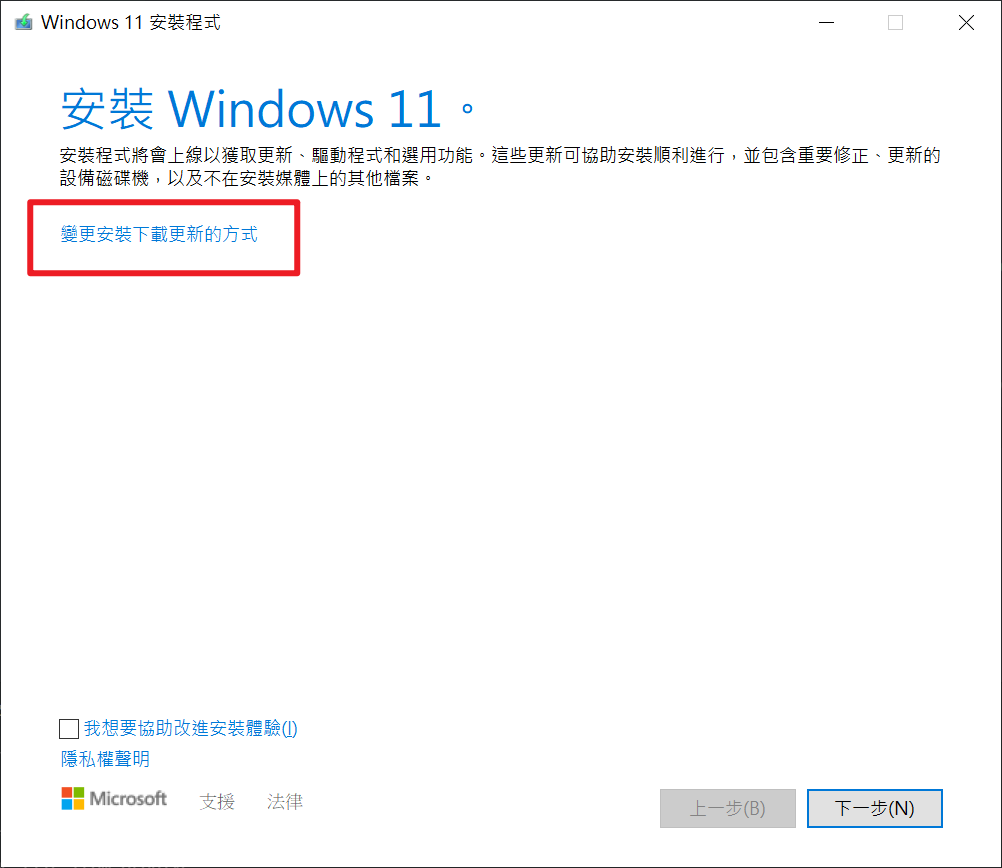 Windows 11 安裝程式
安裝 Windows 11。
安裝程式將會上線以獲取更新、驅動程式和選用功能。這些更新可協助安裝順利進行，並包含重要修正、更新的
設備磁碟機，以及不在安裝媒體上的其他檔案。
變更安裝下載更新的方式
我想要協助改進安裝體驗(I)
隱私權聲明
Microsoft 支援 法律
上一步(B) 下一步(N)